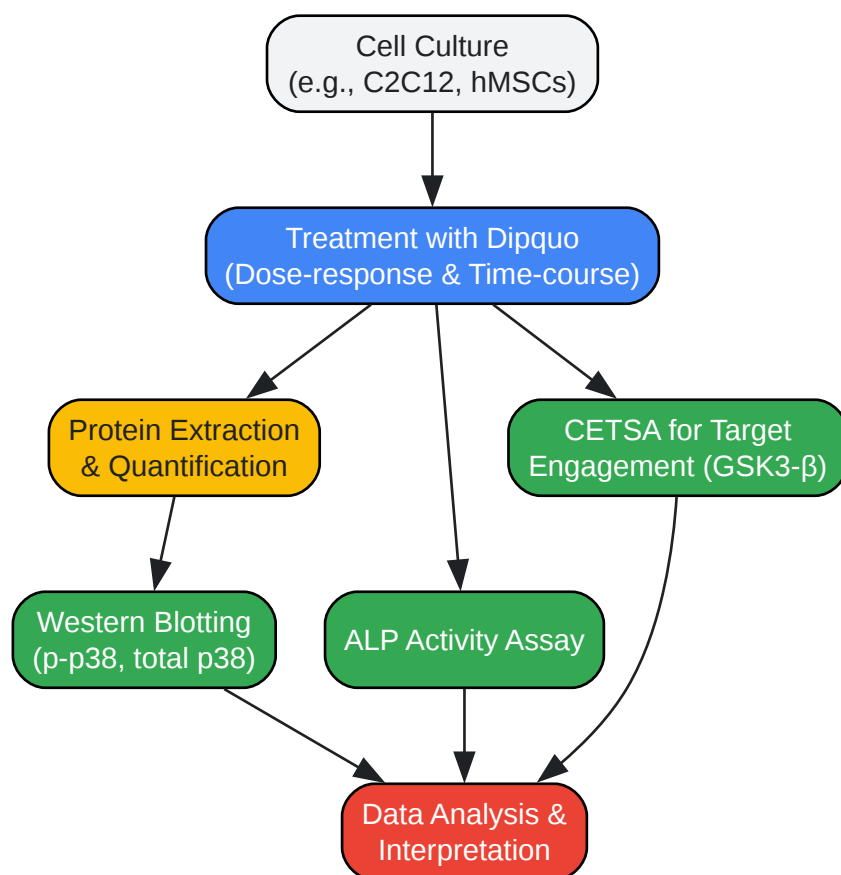 Cell Culture
(e.g., C2C12, hMSCs)
Treatment with Dipquo
(Dose-response & Time-course)
Protein Extraction
& Quantification
CETSA for Target
Engagement (GSK3-β)
Western Blotting
(p-p38, total p38)
ALP Activity Assay
Data Analysis &
Interpretation